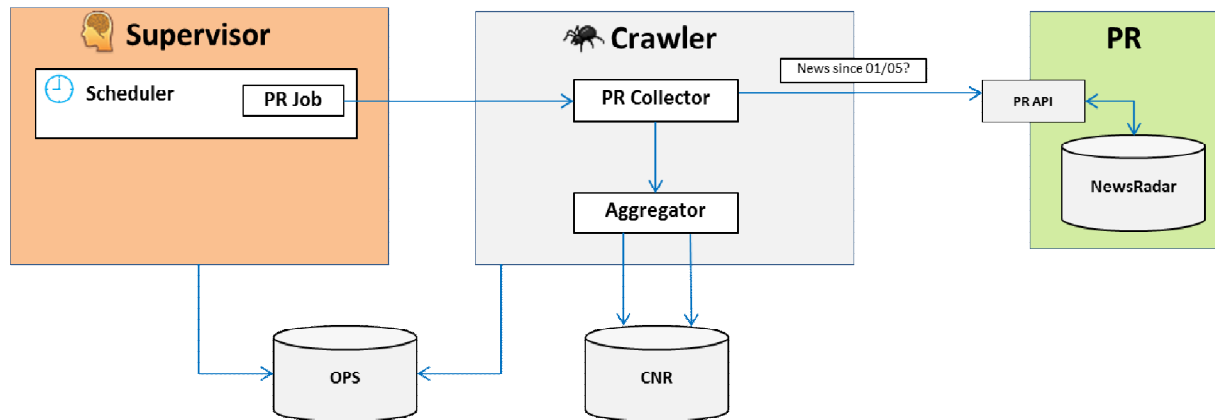 Supervisor
Scheduler
PR Job
Crawler
PR Collector
Aggregator
News since 01/05?
PR
PR API
NewsRadar
OPS
CNR